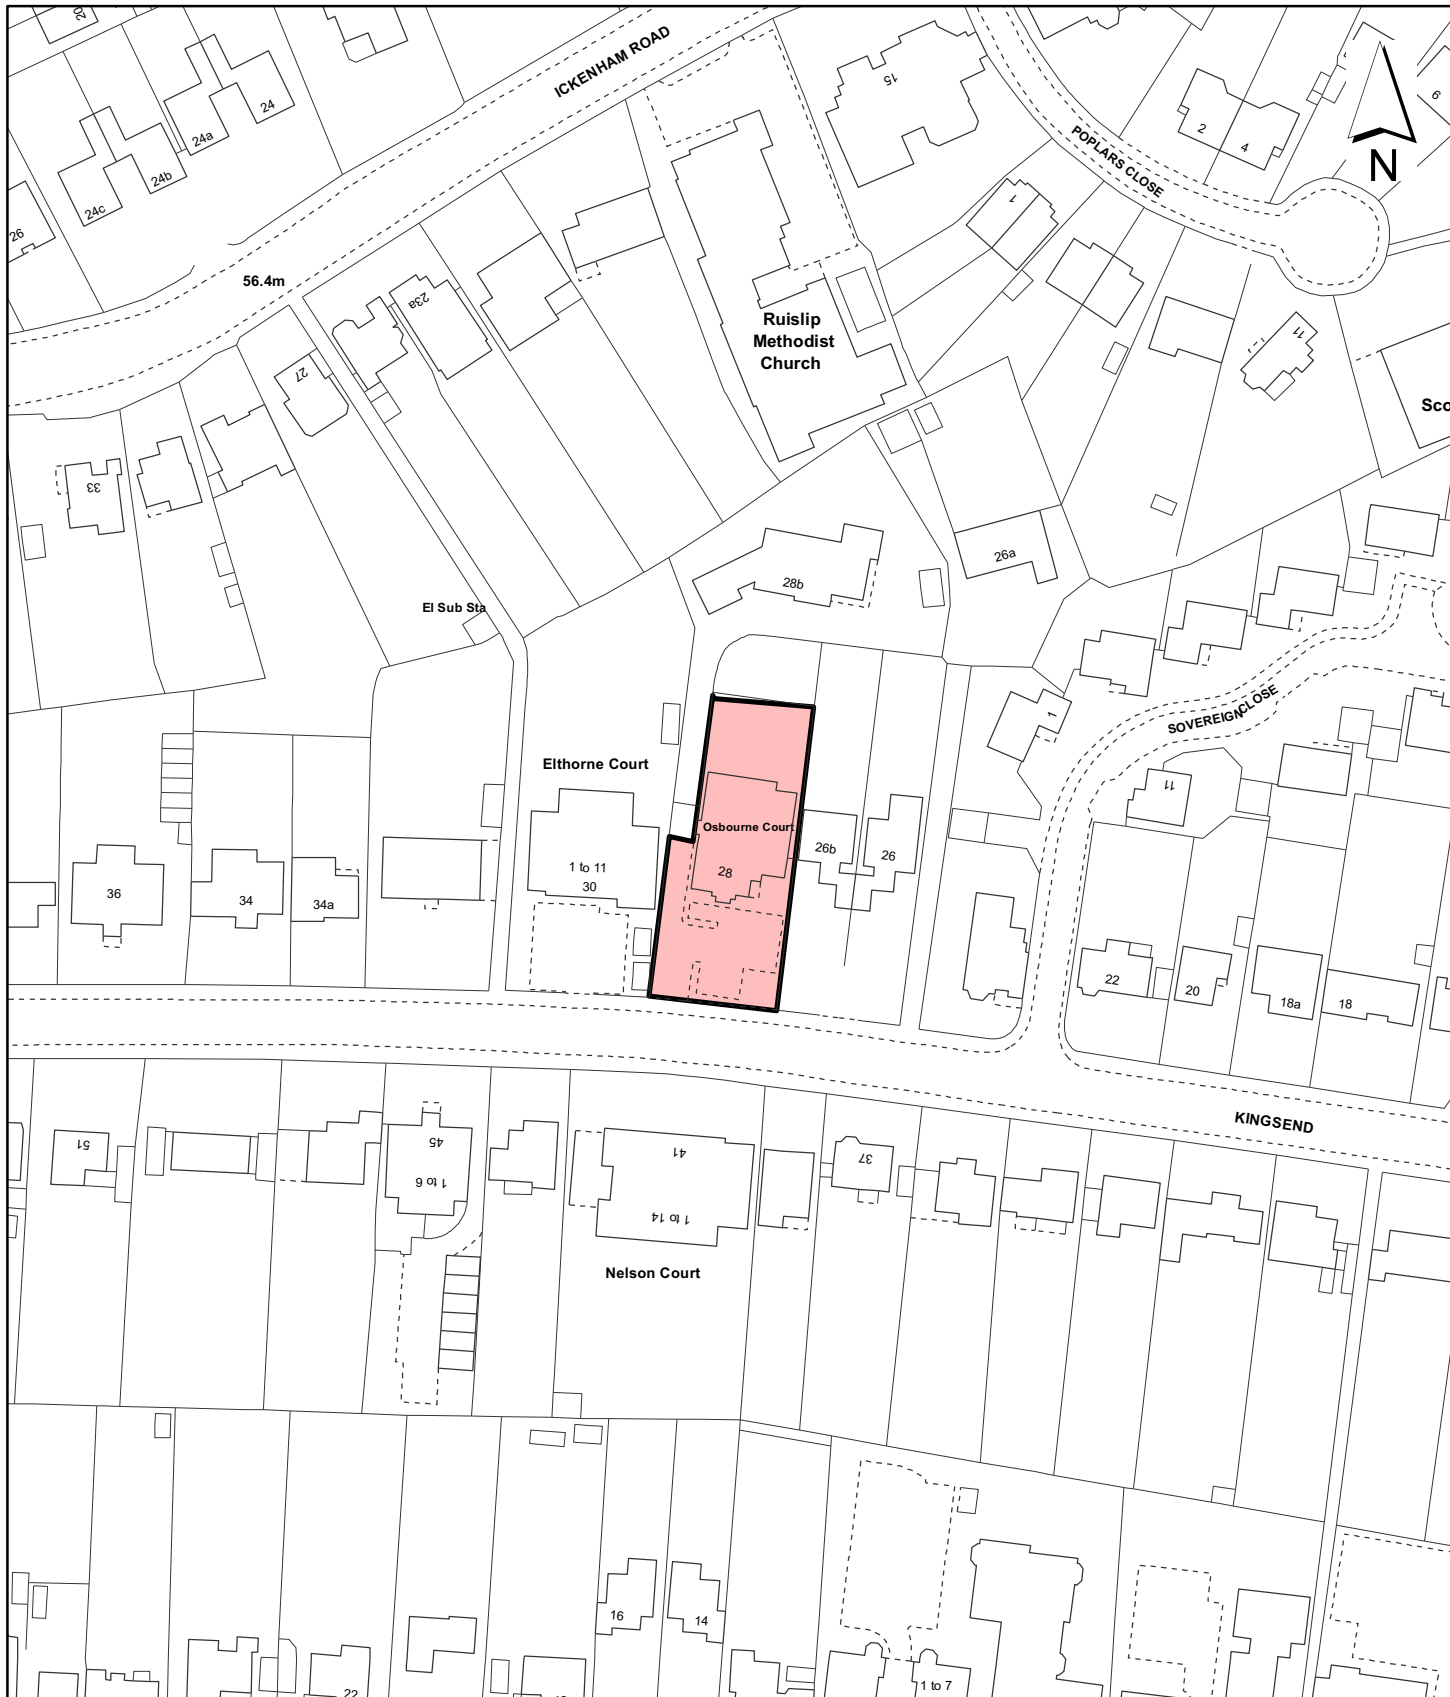 20
ICKENHAM ROAD
24
24a
24b
24c
26
15
2
4
6
N
POPLARS CLOSE
1
56.4m
23a
27
33
Ruislip
Methodist
Church
11
Sco
28b
26a
El Sub Sta
1
SOVEREIGN CLOSE
11
Elthorne Court
Osbourne Court
28
26b
26
1 to 11
30
36
34
34a
22
20
18a
18
KINGSEND
51
45
1 to 6
41
1 to 14
37
Nelson Court
16
14
22
1 to 7